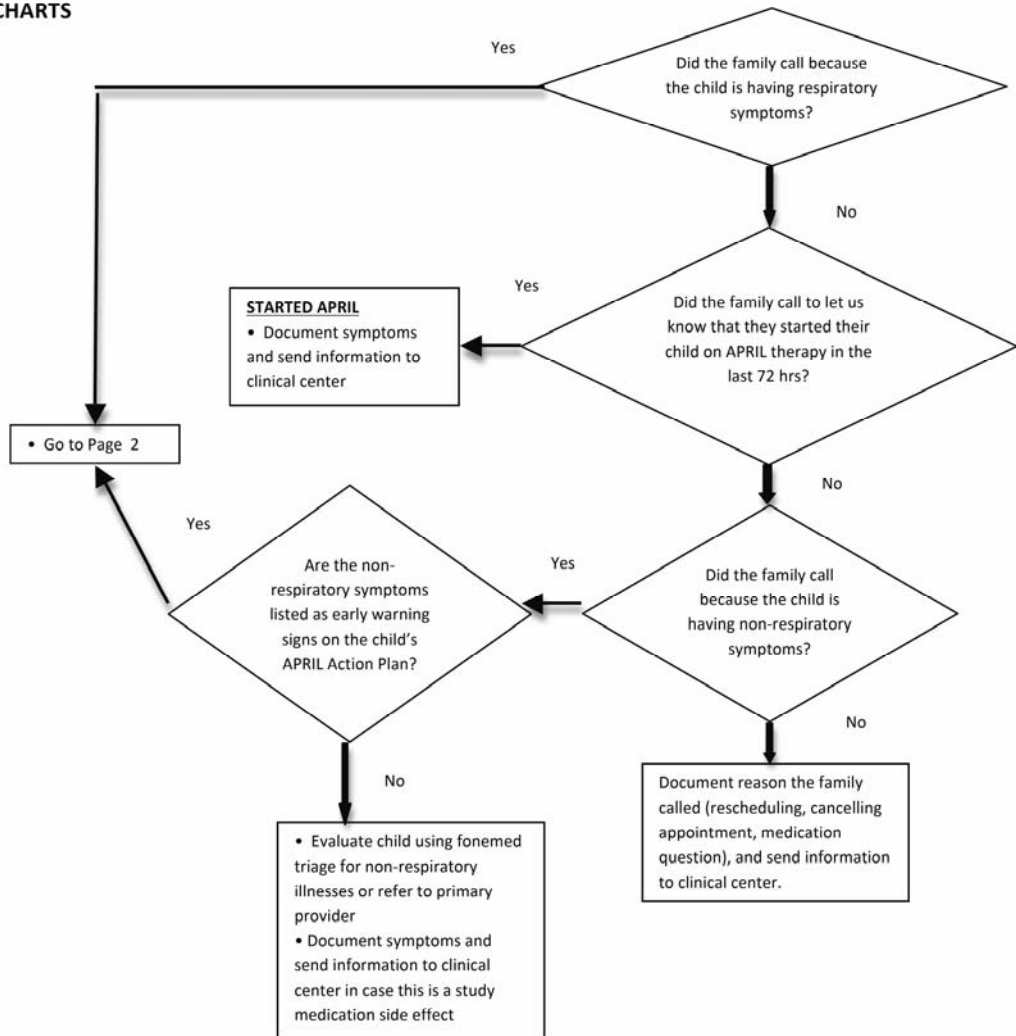 CHARTS
Yes
Did the family call because
the child is having respiratory
symptoms?
No
Yes
Did the family call to let us
know that they started their
child on APRIL therapy in the
last 72 hrs?
STARTED APRIL
• Document symptoms
and send information to
clinical center
• Go to Page 2
No
Yes
Are the non-
respiratory symptoms
listed as early warning
signs on the child's
APRIL Action Plan?
Yes
Did the family call
because the child is
having non-respiratory
symptoms?
No
No
Document reason the family
called (rescheduling, cancelling
appointment, medication
question), and send information
to clinical center.
• Evaluate child using fonemed
triage for non-respiratory
illnesses or refer to primary
provider
• Document symptoms and
send information to clinical
center in case this is a study
medication side effect